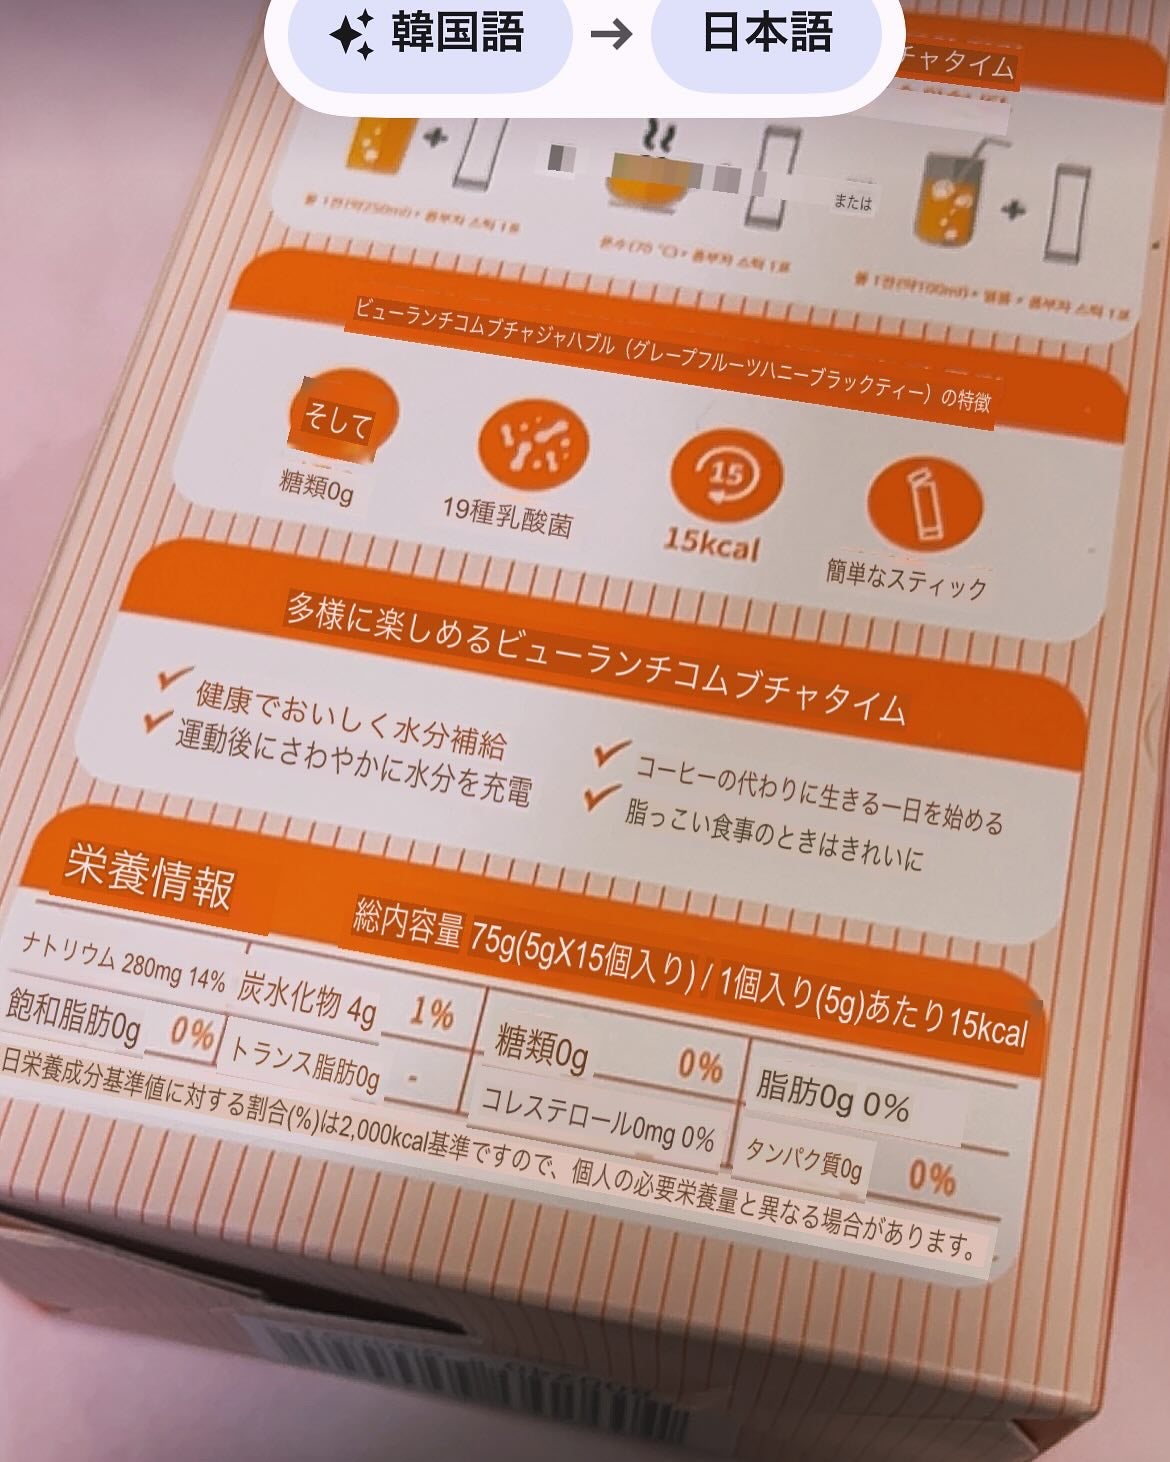 韓国語 → 日本語
チャタイム
または
ビューランチコムブチャジャハブル（グレープフルーツハニーブラックティー）の特徴
そして
糖類0g
19種乳酸菌
15
15kcal
簡単なスティック
多様に楽しめるビューランチコムブチャタイム
健康でおいしく水分補給
運動後にさわやかに水分を充電
コーヒーの代わりに生きる一日を始める
脂っこい食事のときはきれいに
栄養情報
総内容量 75g(5gX15個入り) / 1個入り(5g)あたり15kcal
ナトリウム 280mg 14% 炭水化物 4g 1% 糖類0g 0% 脂肪0g 0%
飽和脂肪0g 0% トランス脂肪0g - コレステロール0mg 0% タンパク質0g 0%
日栄養成分基準値に対する割合(%)は2,000kcal基準ですので、個人の必要栄養量と異なる場合があります。